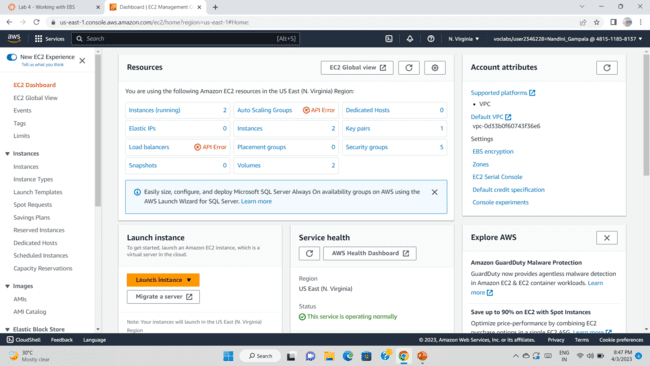 Lab 4 - Working with EBS
Dashboard | EC2 Management C
us-east-1.console.aws.amazon.com/ec2/home?region=us-east-1#Home:
aws
Services
Search
[Alt+S]
N. Virginia
voclabs/user2346228=Nandini_Gampala @ 4815-1185-8137
New EC2 Experience
Tell us what you think
EC2 Dashboard
EC2 Global View
Events
Tags
Limits
Instances
Instances
Instance Types
Launch Templates
Spot Requests
Savings Plans
Reserved Instances
Dedicated Hosts
Scheduled Instances
Capacity Reservations
Images
AMIs
AMI Catalog
Elastic Block Store
Resources
EC2 Global view
You are using the following Amazon EC2 resources in the US East (N. Virginia) Region:
Instances (running) 2
Auto Scaling Groups API Error
Dedicated Hosts 0
Elastic IPs 0
Instances 2
Key pairs 1
Load balancers API Error
Placement groups 0
Security groups 5
Snapshots 0
Volumes 2
Easily size, configure, and deploy Microsoft SQL Server Always On availability groups on AWS using the
AWS Launch Wizard for SQL Server. Learn more
Launch instance
To get started, launch an Amazon EC2 instance, which is a
virtual server in the cloud.
Launch instance
Migrate a server
Note: Your instances will launch in the US East (N. Virginia)
Region
Service health
AWS Health Dashboard
Region
US East (N. Virginia)
Status
This service is operating normally
Account attributes
Supported platforms
VPC
Default VPC
vpc-0d33b0f60743f36e6
Settings
EBS encryption
Zones
EC2 Serial Console
Default credit specification
Console experiments
Explore AWS
Amazon GuardDuty Malware Protection
GuardDuty now provides agentless malware detection
in Amazon EC2 & EC2 container workloads. Learn
more
Save up to 90% on EC2 with Spot Instances
Optimize price-performance by combining EC2
purchase options in a single EC2 ASG. Learn more
CloudShell
Feedback
Language
© 2023, Amazon Web Services, Inc. or its affiliates.
Privacy
Terms
Cookie preferences
30°C
Mostly clear
Search
ENG
IN
8:47 PM
4/3/2023